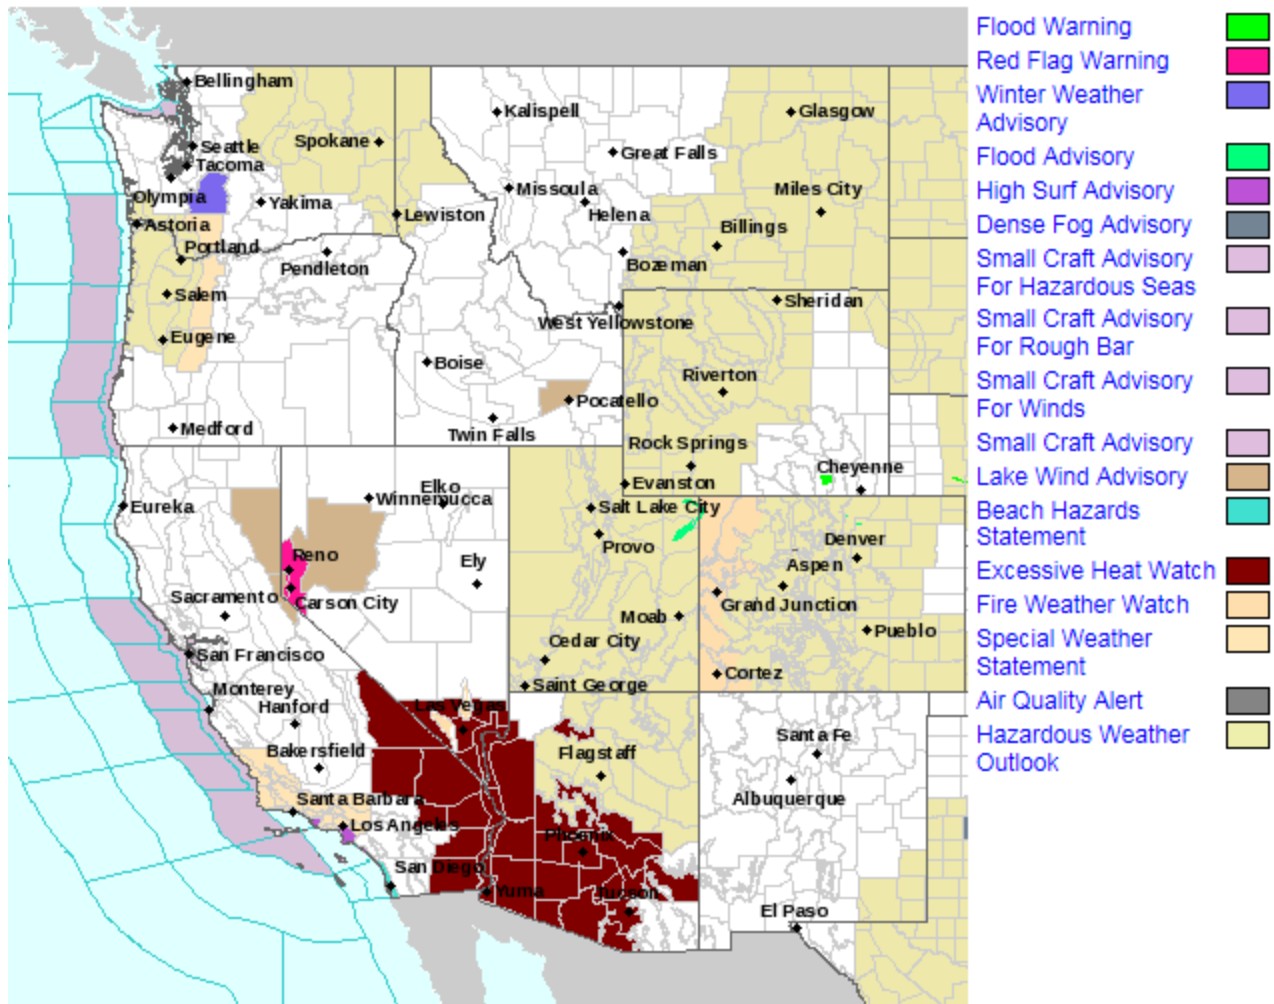 Bellingham
Seattle
Tacoma
Olympia
Yakima
Spokane
Kalispell
Great Falls
Glasgow
Missoula
Helena
Miles City
Lewiston
Astoria
Portland
Pendleton
Billings
Bozeman
Salem
Sheridan
West Yellowstone
Eugene
Boise
Riverton
Pocatello
Medford
Twin Falls
Rock Springs
Cheyenne
Evanston
Eureka
Elko
Winnemucca
Salt Lake City
Provo
Denver
Reno
Ely
Aspen
Sacramento
Carson City
Grand Junction
Moab
Pueblo
San Francisco
Cedar City
Cortez
Monterey
Saint George
Hanford
Las Vegas
Bakersfield
Flagstaff
Santa Fe
Santa Barbara
Albuquerque
Los Angeles
Phoenix
San Diego
Yuma
Tucson
El Paso
Flood Warning
Red Flag Warning
Winter Weather
Advisory
Flood Advisory
High Surf Advisory
Dense Fog Advisory
Small Craft Advisory
For Hazardous Seas
Small Craft Advisory
For Rough Bar
Small Craft Advisory
For Winds
Small Craft Advisory
Lake Wind Advisory
Beach Hazards
Statement
Excessive Heat Watch
Fire Weather Watch
Special Weather
Statement
Air Quality Alert
Hazardous Weather
Outlook